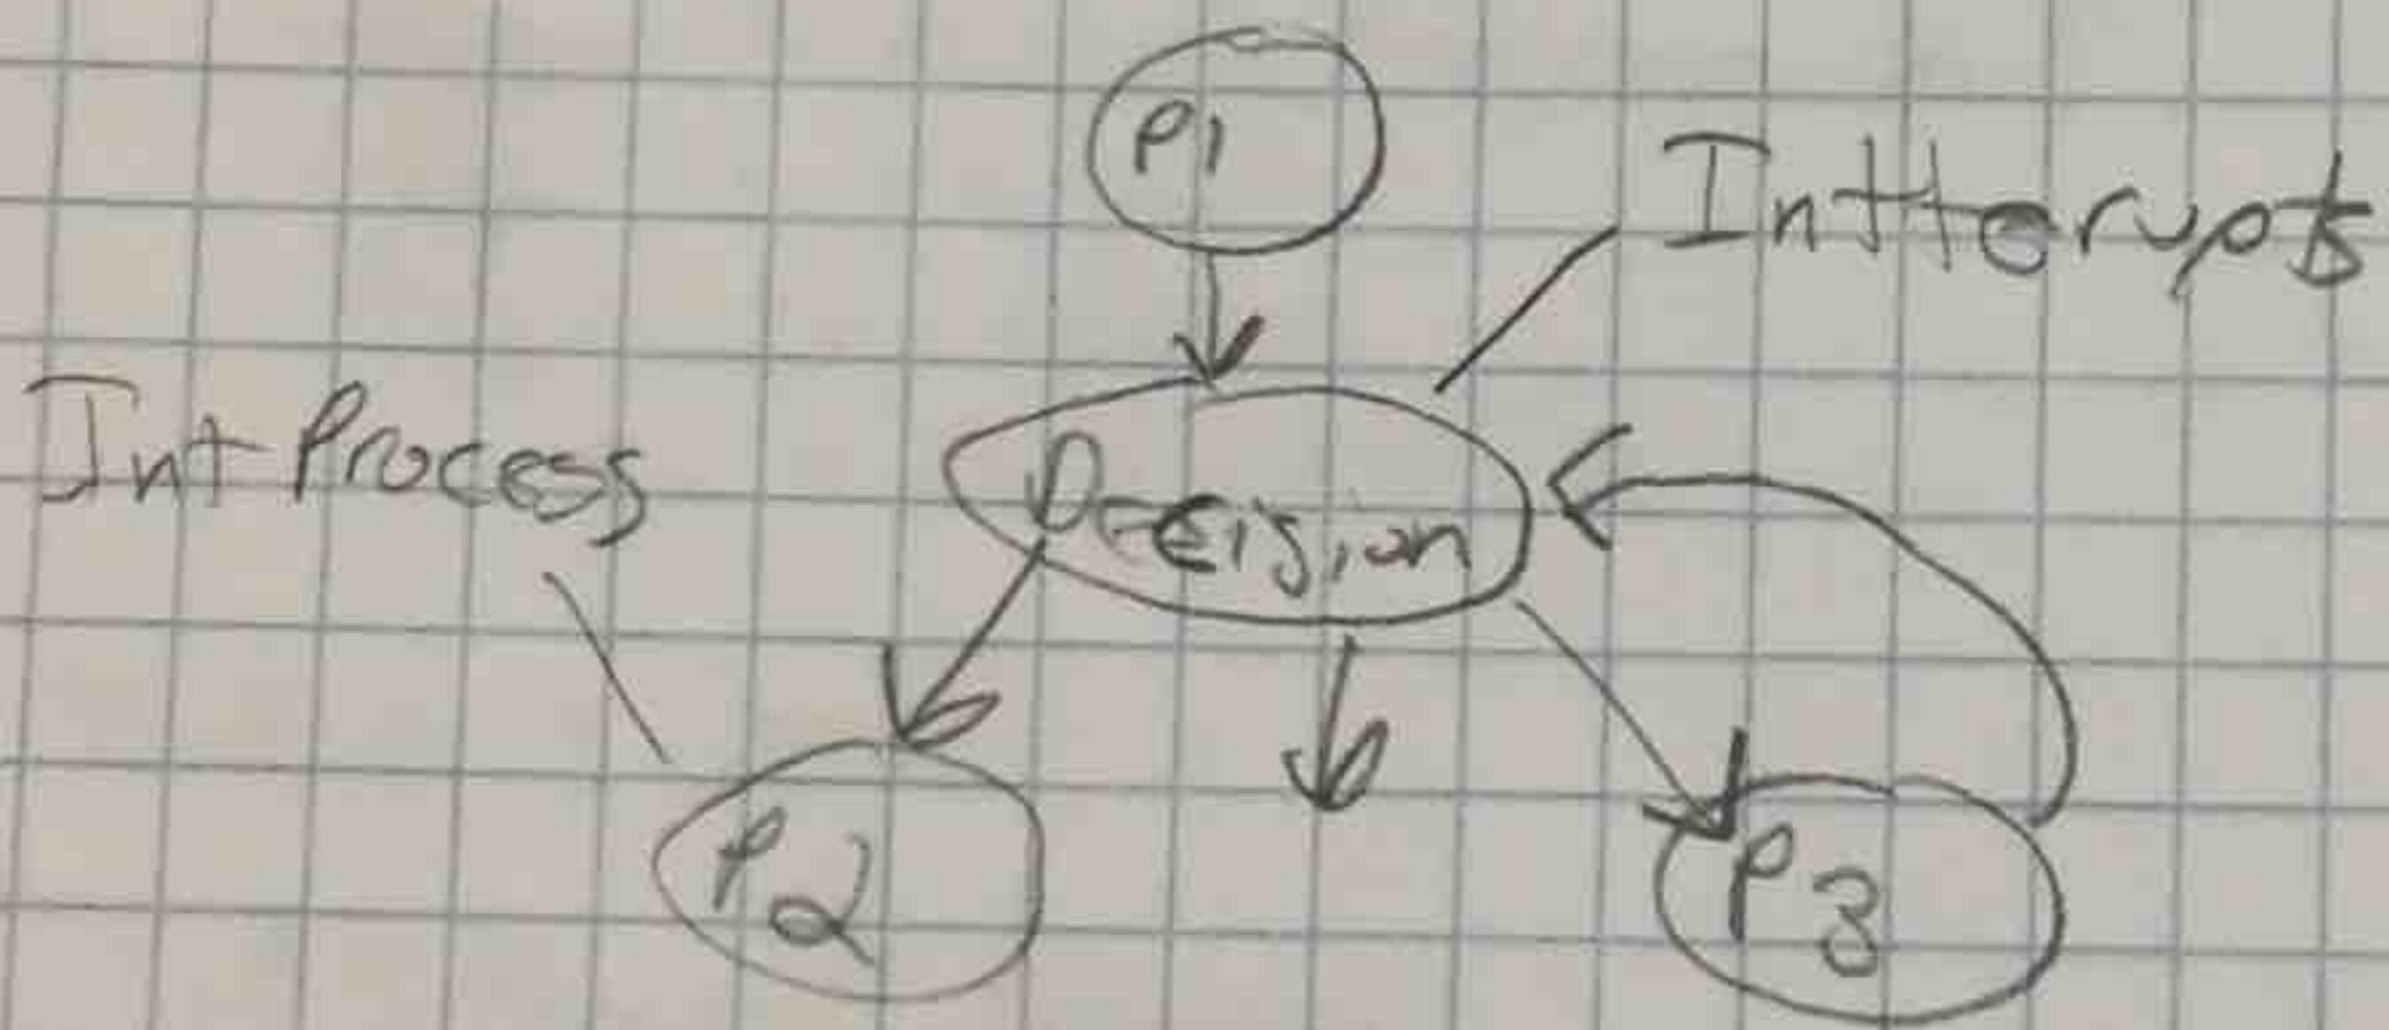 P1
Intterupts
Int Process
Decision
P2
P3